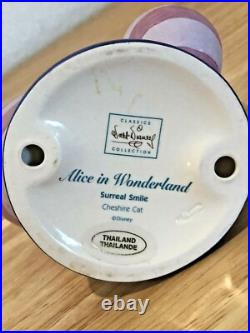 CLASSICS
Walt Disney
COLLECTION
Alice in Wonderland
Surreal Smile
Cheshire Cat
©Disney
THAILAND
THAILANDE